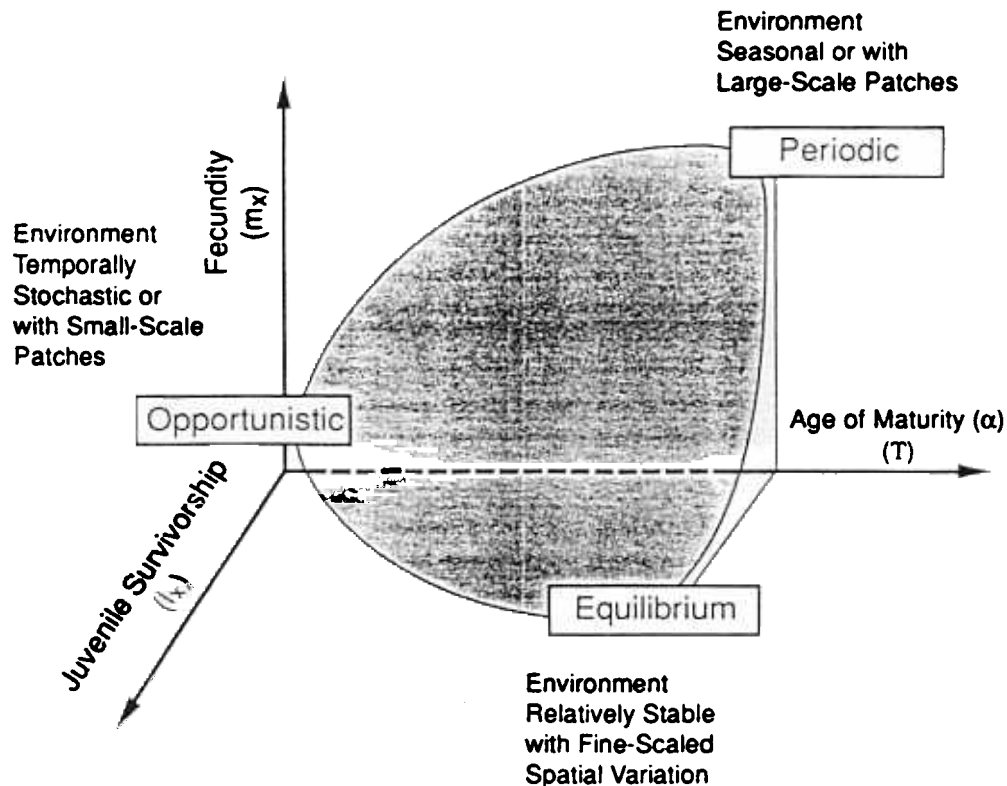 Environment
Seasonal or with
Large-Scale Patches
Periodic
Fecundity
(mx)
Environment
Temporally
Stochastic or
with Small-Scale
Patches
Opportunistic
Age of Maturity (α)
(T)
Juvenile Survivorship
(lx)
Equilibrium
Environment
Relatively Stable
with Fine-Scaled
Spatial Variation